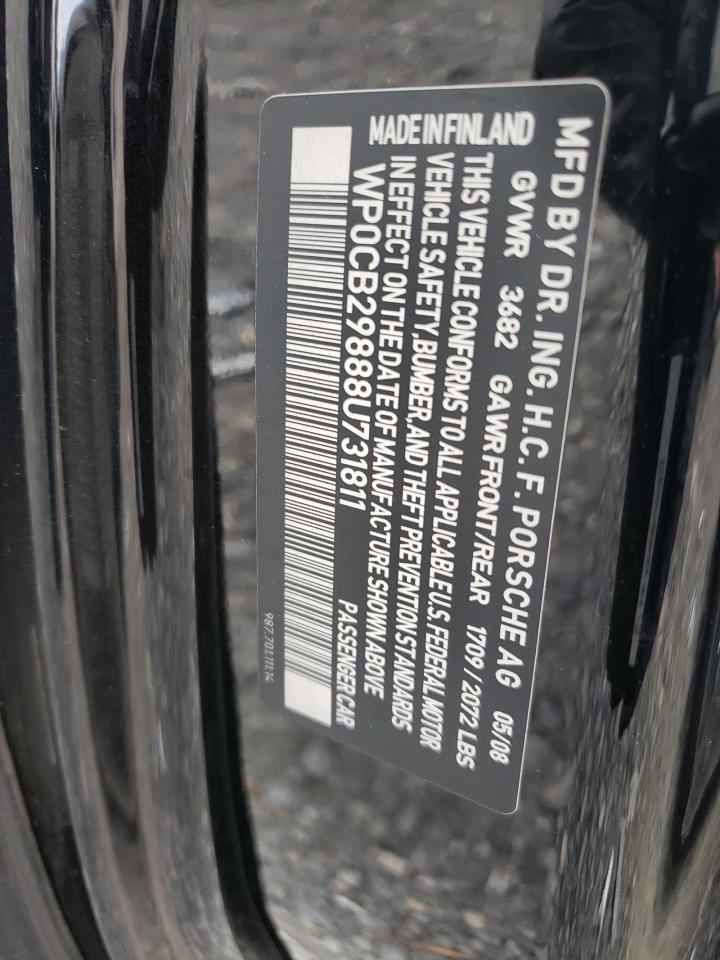 MFD BY DR. ING. H.C. F. PORSCHE AG 05/08
GVWR 3682 GAWR FRONT/REAR 1709/2072 LBS
MADE IN FINLAND
THIS VEHICLE CONFORMS TO ALL APPLICABLE U.S. FEDERAL MOTOR
VEHICLE SAFETY, BUMBER, AND THEFT PREVENTION STANDARDS
IN EFFECT ON THE DATE OF MANUFACTURE SHOWN ABOVE
WP0CB29888U731811 PASSENGER CAR